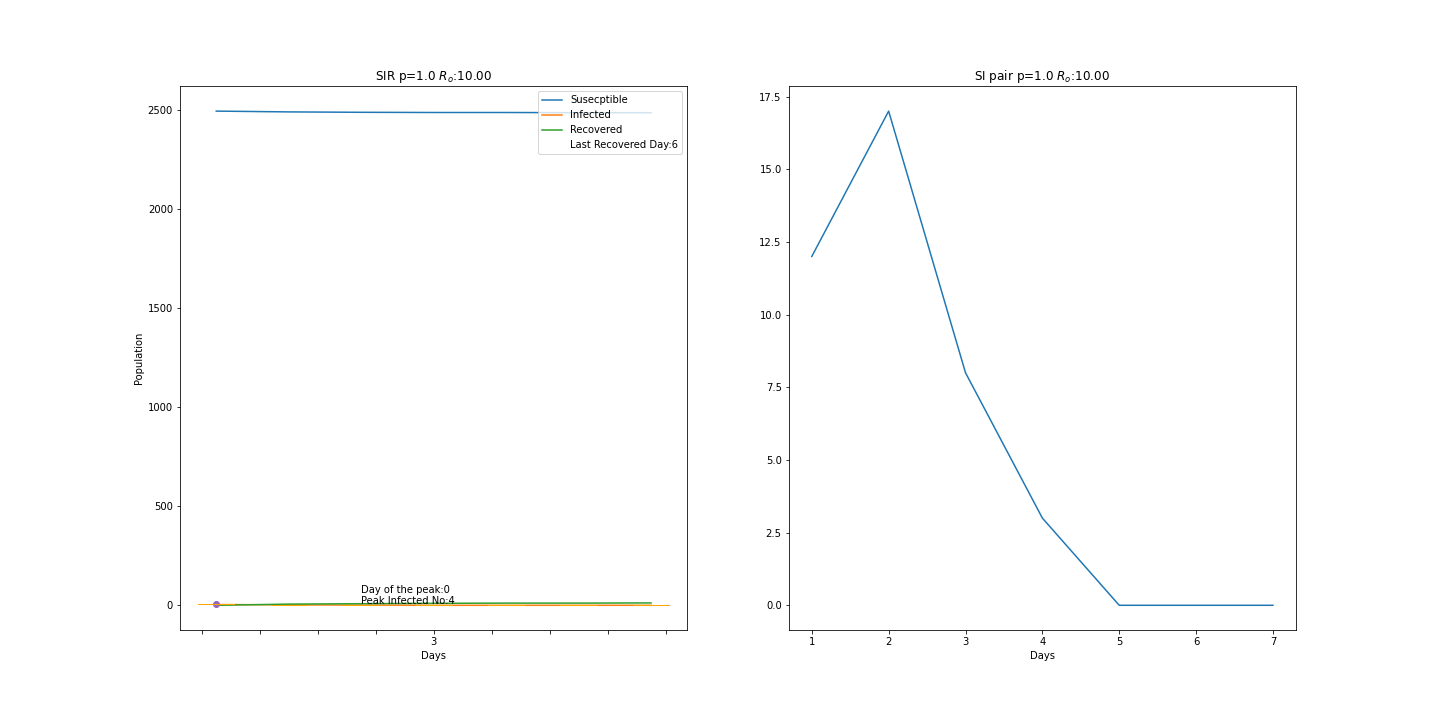 SIR p=1.0 Rₒ:10.00
2500
2000
1500
1000
500
0
Population
Susecptible
Infected
Recovered
Last Recovered Day:6
Day of the peak:0
Peak Infected No:4
3
Days
SI pair p=1.0 Rₒ:10.00
17.5
15.0
12.5
10.0
7.5
5.0
2.5
0.0
1 2 3 4 5 6 7
Days